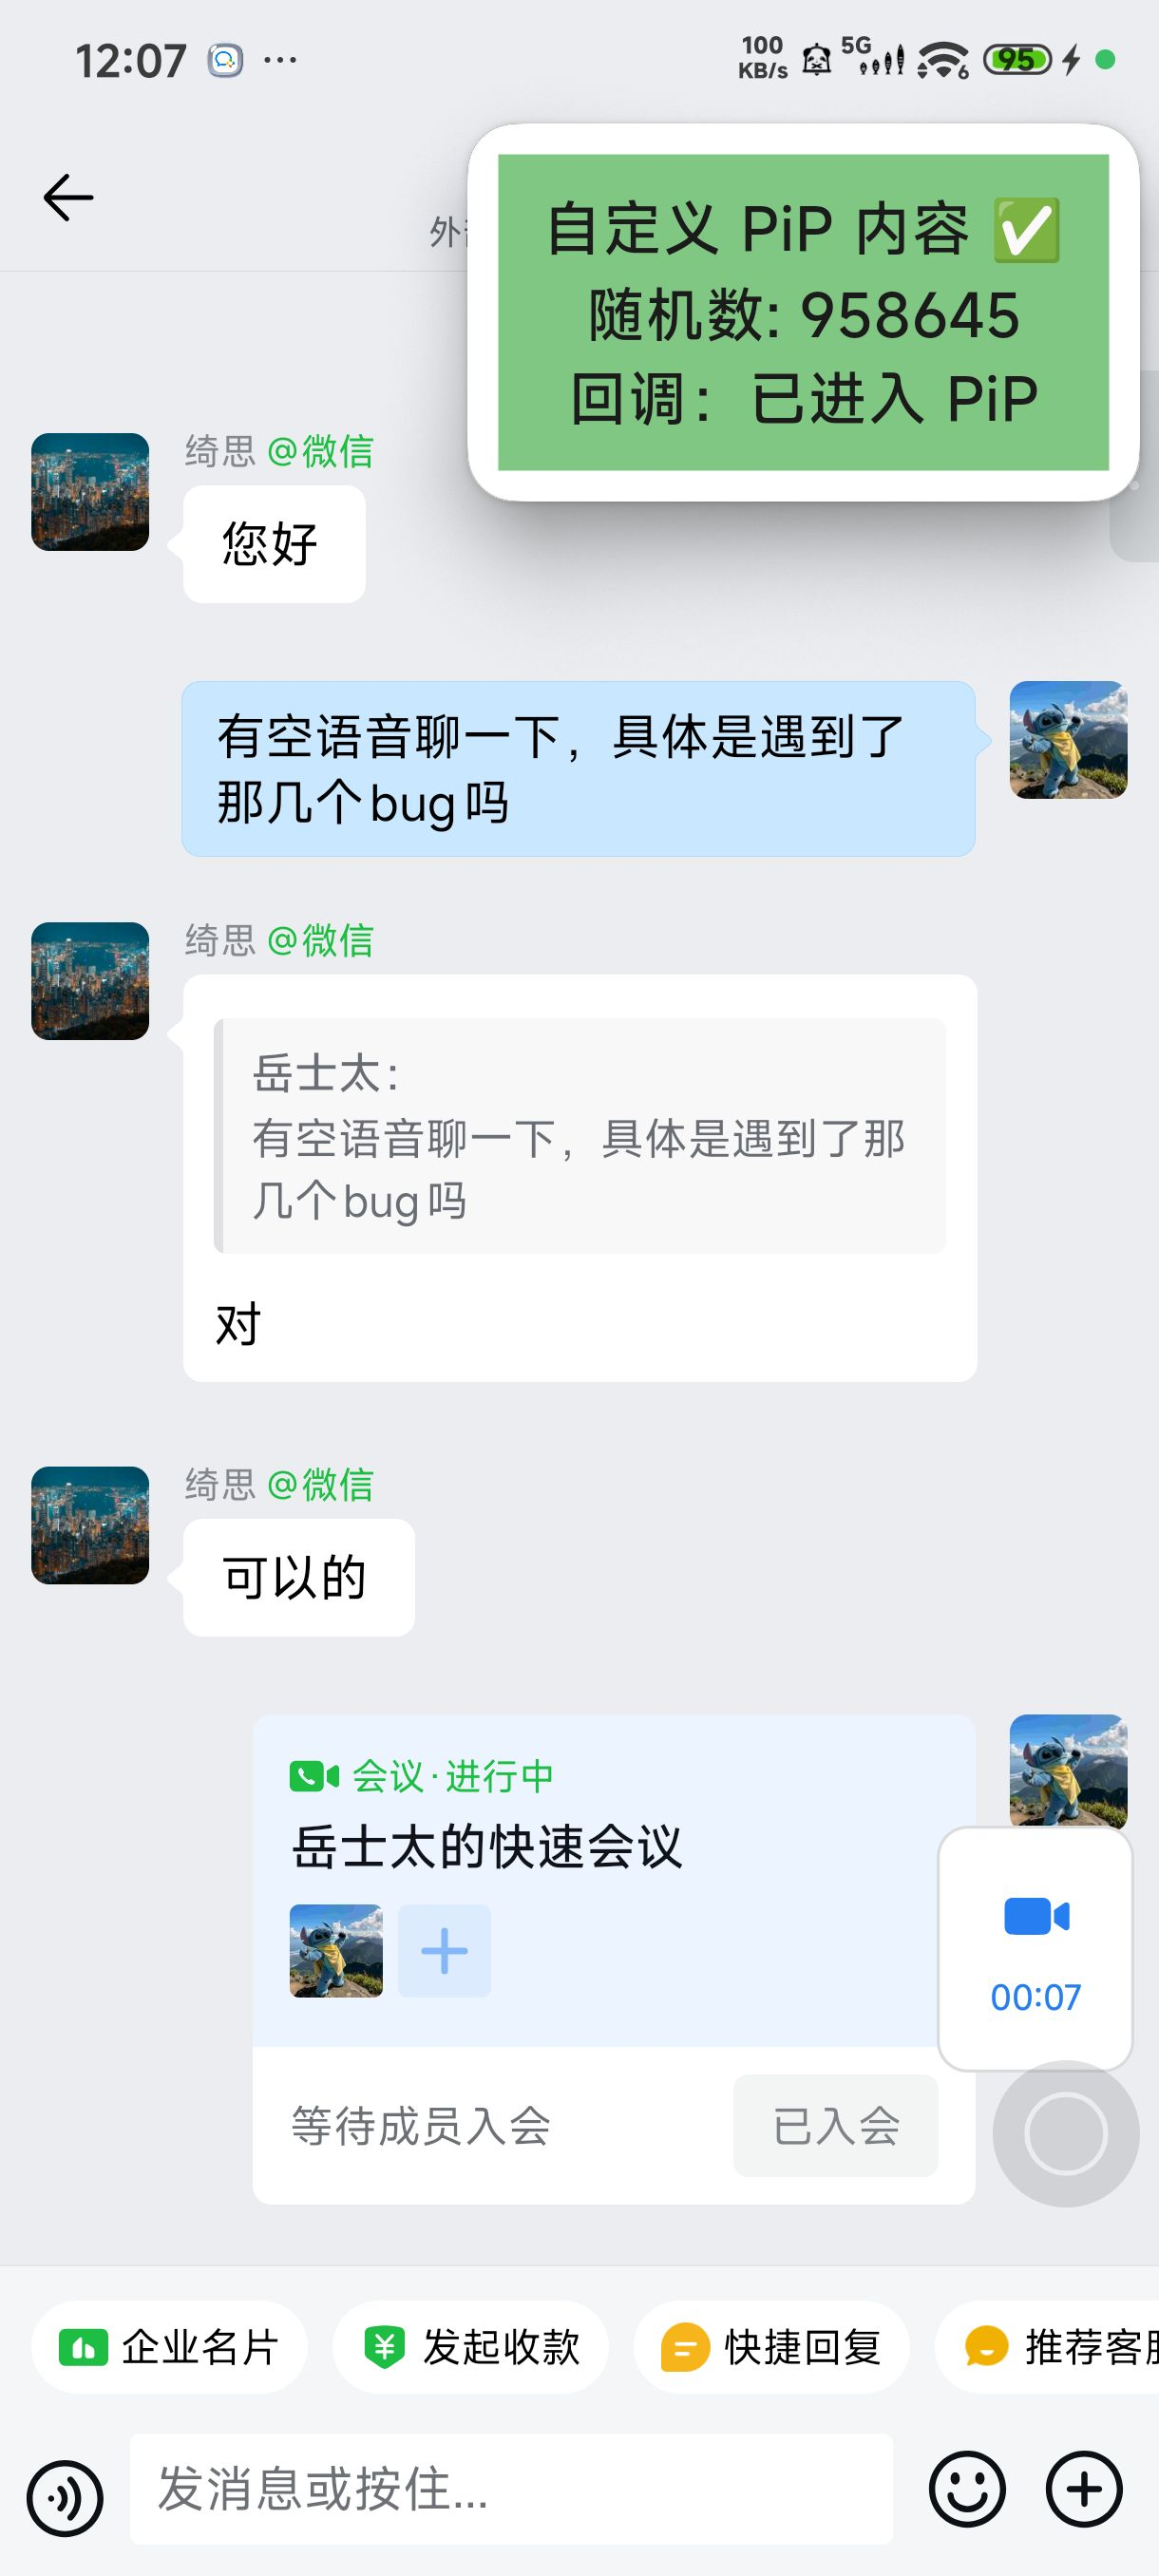 12:07
100
KB/s
5G
6
95
外
自定义 PiP 内容 ✅
随机数: 958645
回调：已进入 PiP
绮思 @微信
您好
有空语音聊一下，具体是遇到了
那几个bug吗
绮思 @微信
岳士太：
有空语音聊一下，具体是遇到了那
几个bug吗
对
绮思 @微信
可以的
会议·进行中
岳士太的快速会议
00:07
等待成员入会
已入会
企业名片
发起收款
快捷回复
推荐客
发消息或按住...